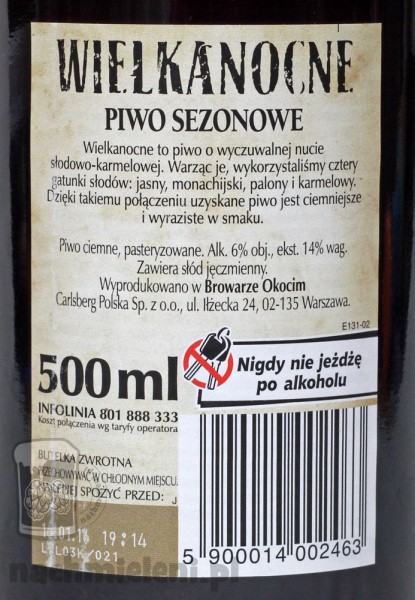 WIELKANOCNE
PIWO SEZONOWE
Wielkanocne to piwo o wyczuwalnej nucie
słodowo-karmelowej. Warząc je, wykorzystaliśmy cztery
gatunki słodów: jasny, monachijski, palony i karmelowy.
Dzięki takiemu połączeniu uzyskane piwo jest ciemniejsze
i wyraziste w smaku.
Piwo ciemne, pasteryzowane. Alk. 6% obj., ekst. 14% wag.
Zawiera słód jęczmienny.
Wyprodukowano w Browarze Okocim
Carlsberg Polska Sp. z o.o., ul. Iłżecka 24, 02-135 Warszawa.
E131-02
500 ml
Nigdy nie jeżdżę
po alkoholu
INFOLINIA 801 888 333
Koszt połączenia wg taryfy operatora
ZWROTNA
W CHŁODNYM MIEJSCU.
SPOŻYĆ PRZED:
19:14
5 900014 002463
nachmieleni.pl